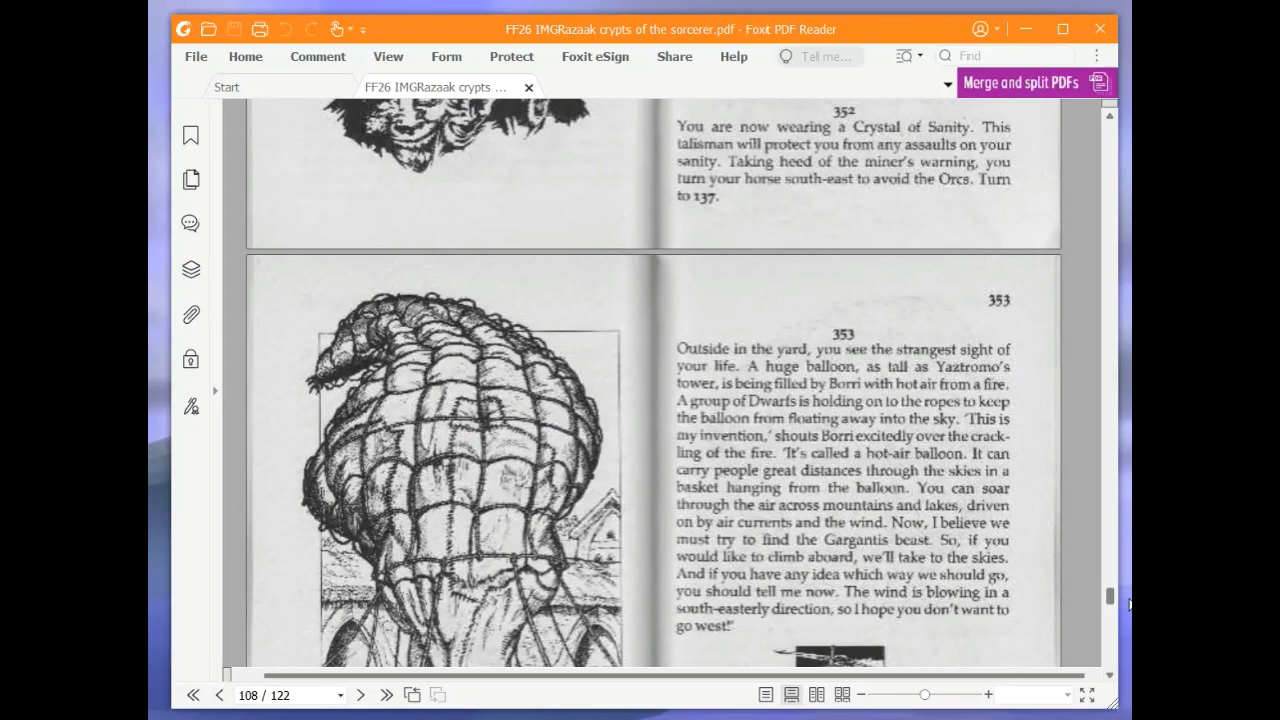 FF26 IMGRazaak crypts of the sorcerer.pdf - Foxit PDF Reader
File Home Comment View Form Protect Foxit eSign Share Help Tell me... Find
Start FF26 IMGRazaak crypts ... Merge and split PDFs
352
You are now wearing a Crystal of Sanity. This
talisman will protect you from any assaults on your
sanity. Taking heed of the miner's warning, you
turn your horse south-east to avoid the Orcs. Turn
to 137.
353
353
Outside in the yard, you see the strangest sight of
your life. A huge balloon, as tall as Yaztromo's
tower, is being filled by Borri with hot air from a fire.
A group of Dwarfs is holding on to the ropes to keep
the balloon from floating away into the sky. 'This is
my invention,' shouts Borri excitedly over the crack-
ling of the fire. 'It's called a hot-air balloon. It can
carry people great distances through the skies in a
basket hanging from the balloon. You can soar
through the air across mountains and lakes, driven
on by air currents and the wind. Now, I believe we
must try to find the Gargantis beast. So, if you
would like to climb aboard, we'll take to the skies.
And if you have any idea which way we should go,
you should tell me now. The wind is blowing in a
south-easterly direction, so I hope you don't want to
go west!'
108 / 122